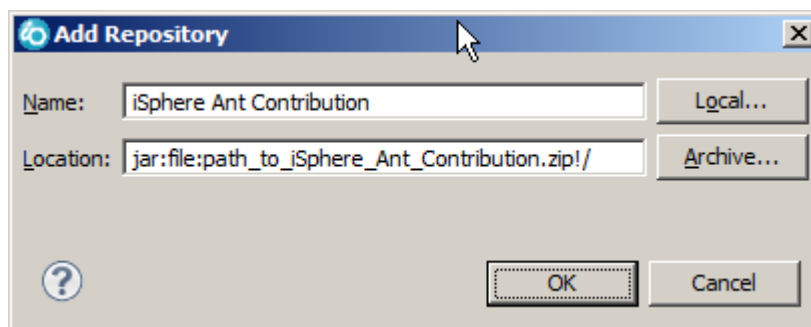 Add Repository
Name: iSphere Ant Contribution Local...
Location: jar:file:path_to_iSphere_Ant_Contribution.zip!/ Archive...
? OK Cancel